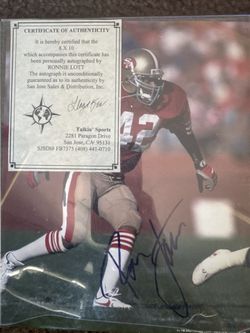 CERTIFICATE OF AUTHENTICITY
It is hereby certified that the
8 X 10
which accompanies this certificate has
been personally autographed by
RONNIE LOTT
The autograph is unconditionally
guaranteed as to its authenticity by
San Jose Sales & Distribution, Inc.
Talkin' Sports
2281 Paragon Drive
San Jose, CA 95131
42